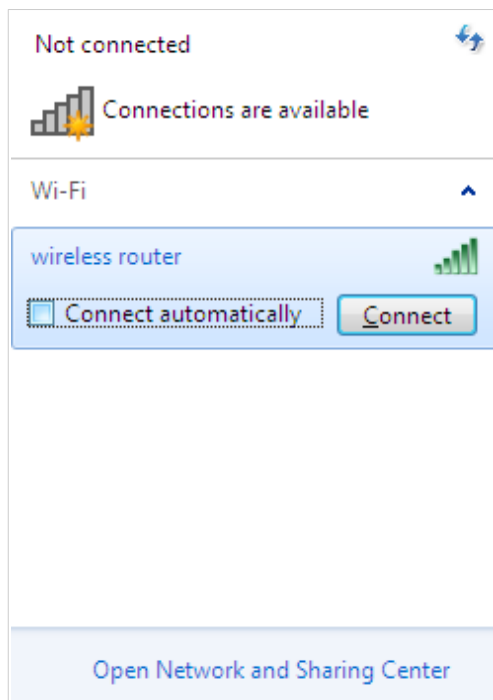 Not connected
Connections are available
Wi-Fi
wireless router
Connect automatically
Connect
Open Network and Sharing Center